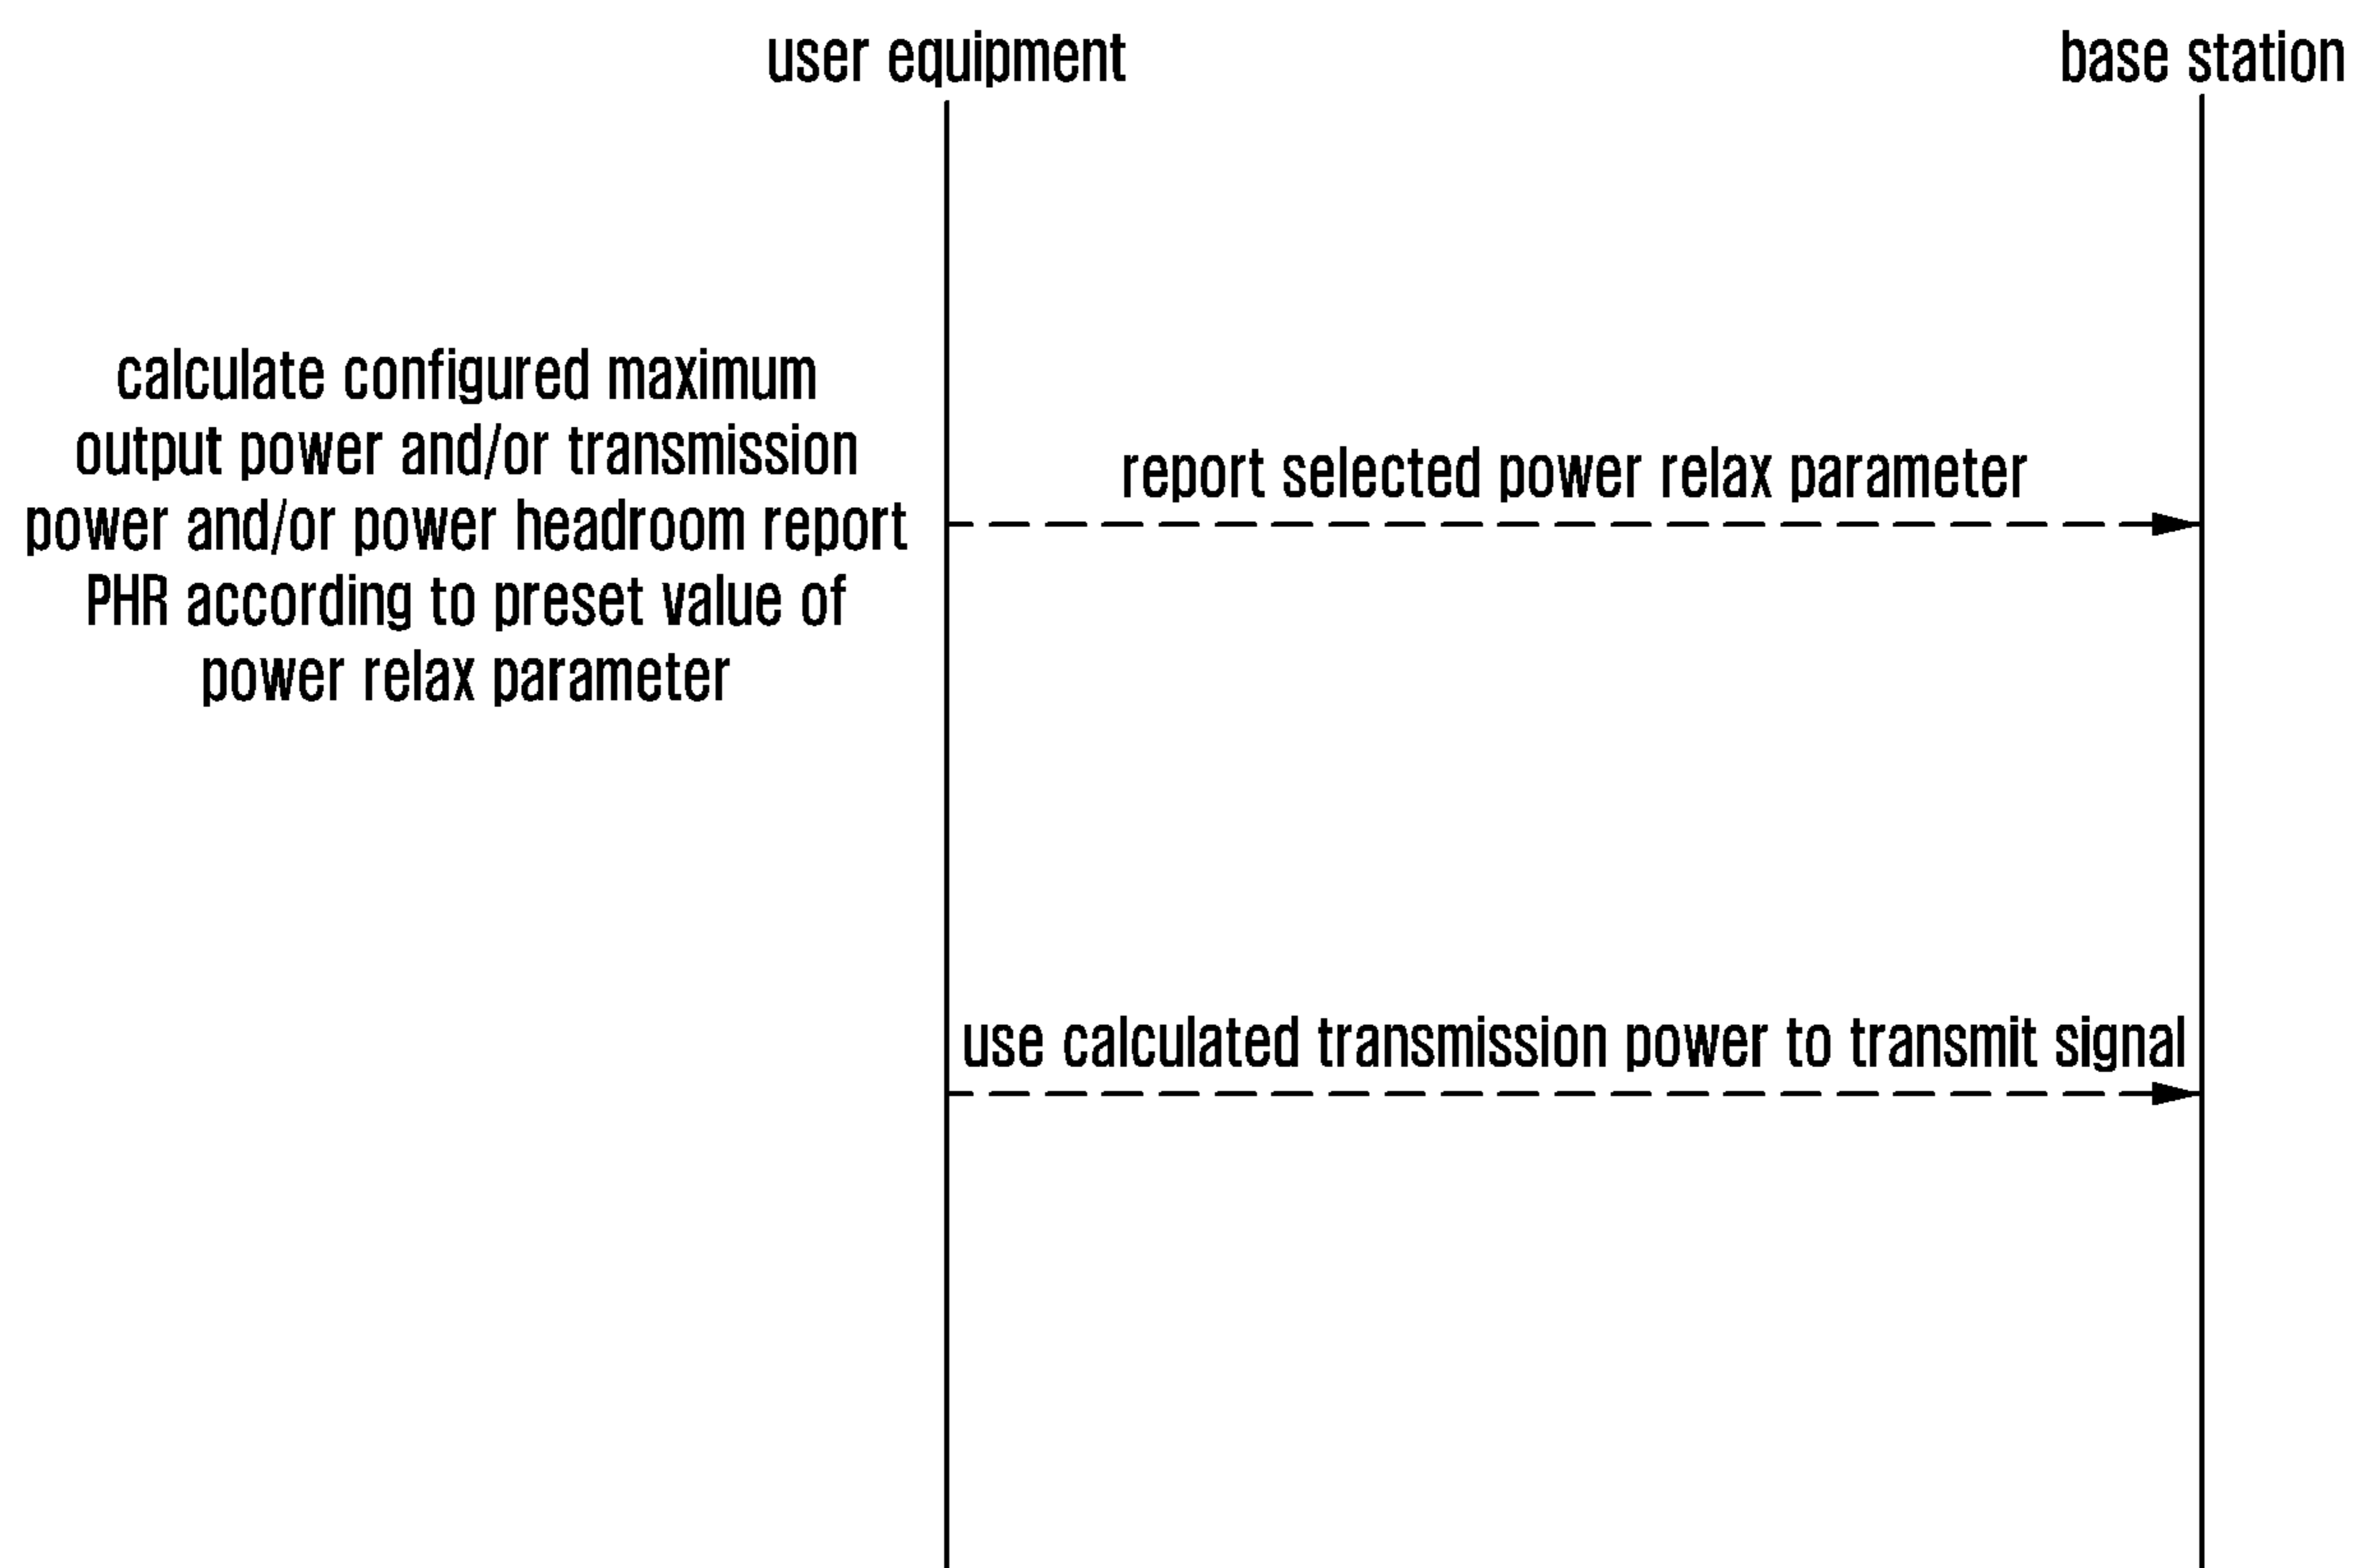 user equipment
base station
calculate configured maximum
output power and/or transmission
power and/or power headroom report
PHR according to preset value of
power relax parameter
report selected power relax parameter
use calculated transmission power to transmit signal